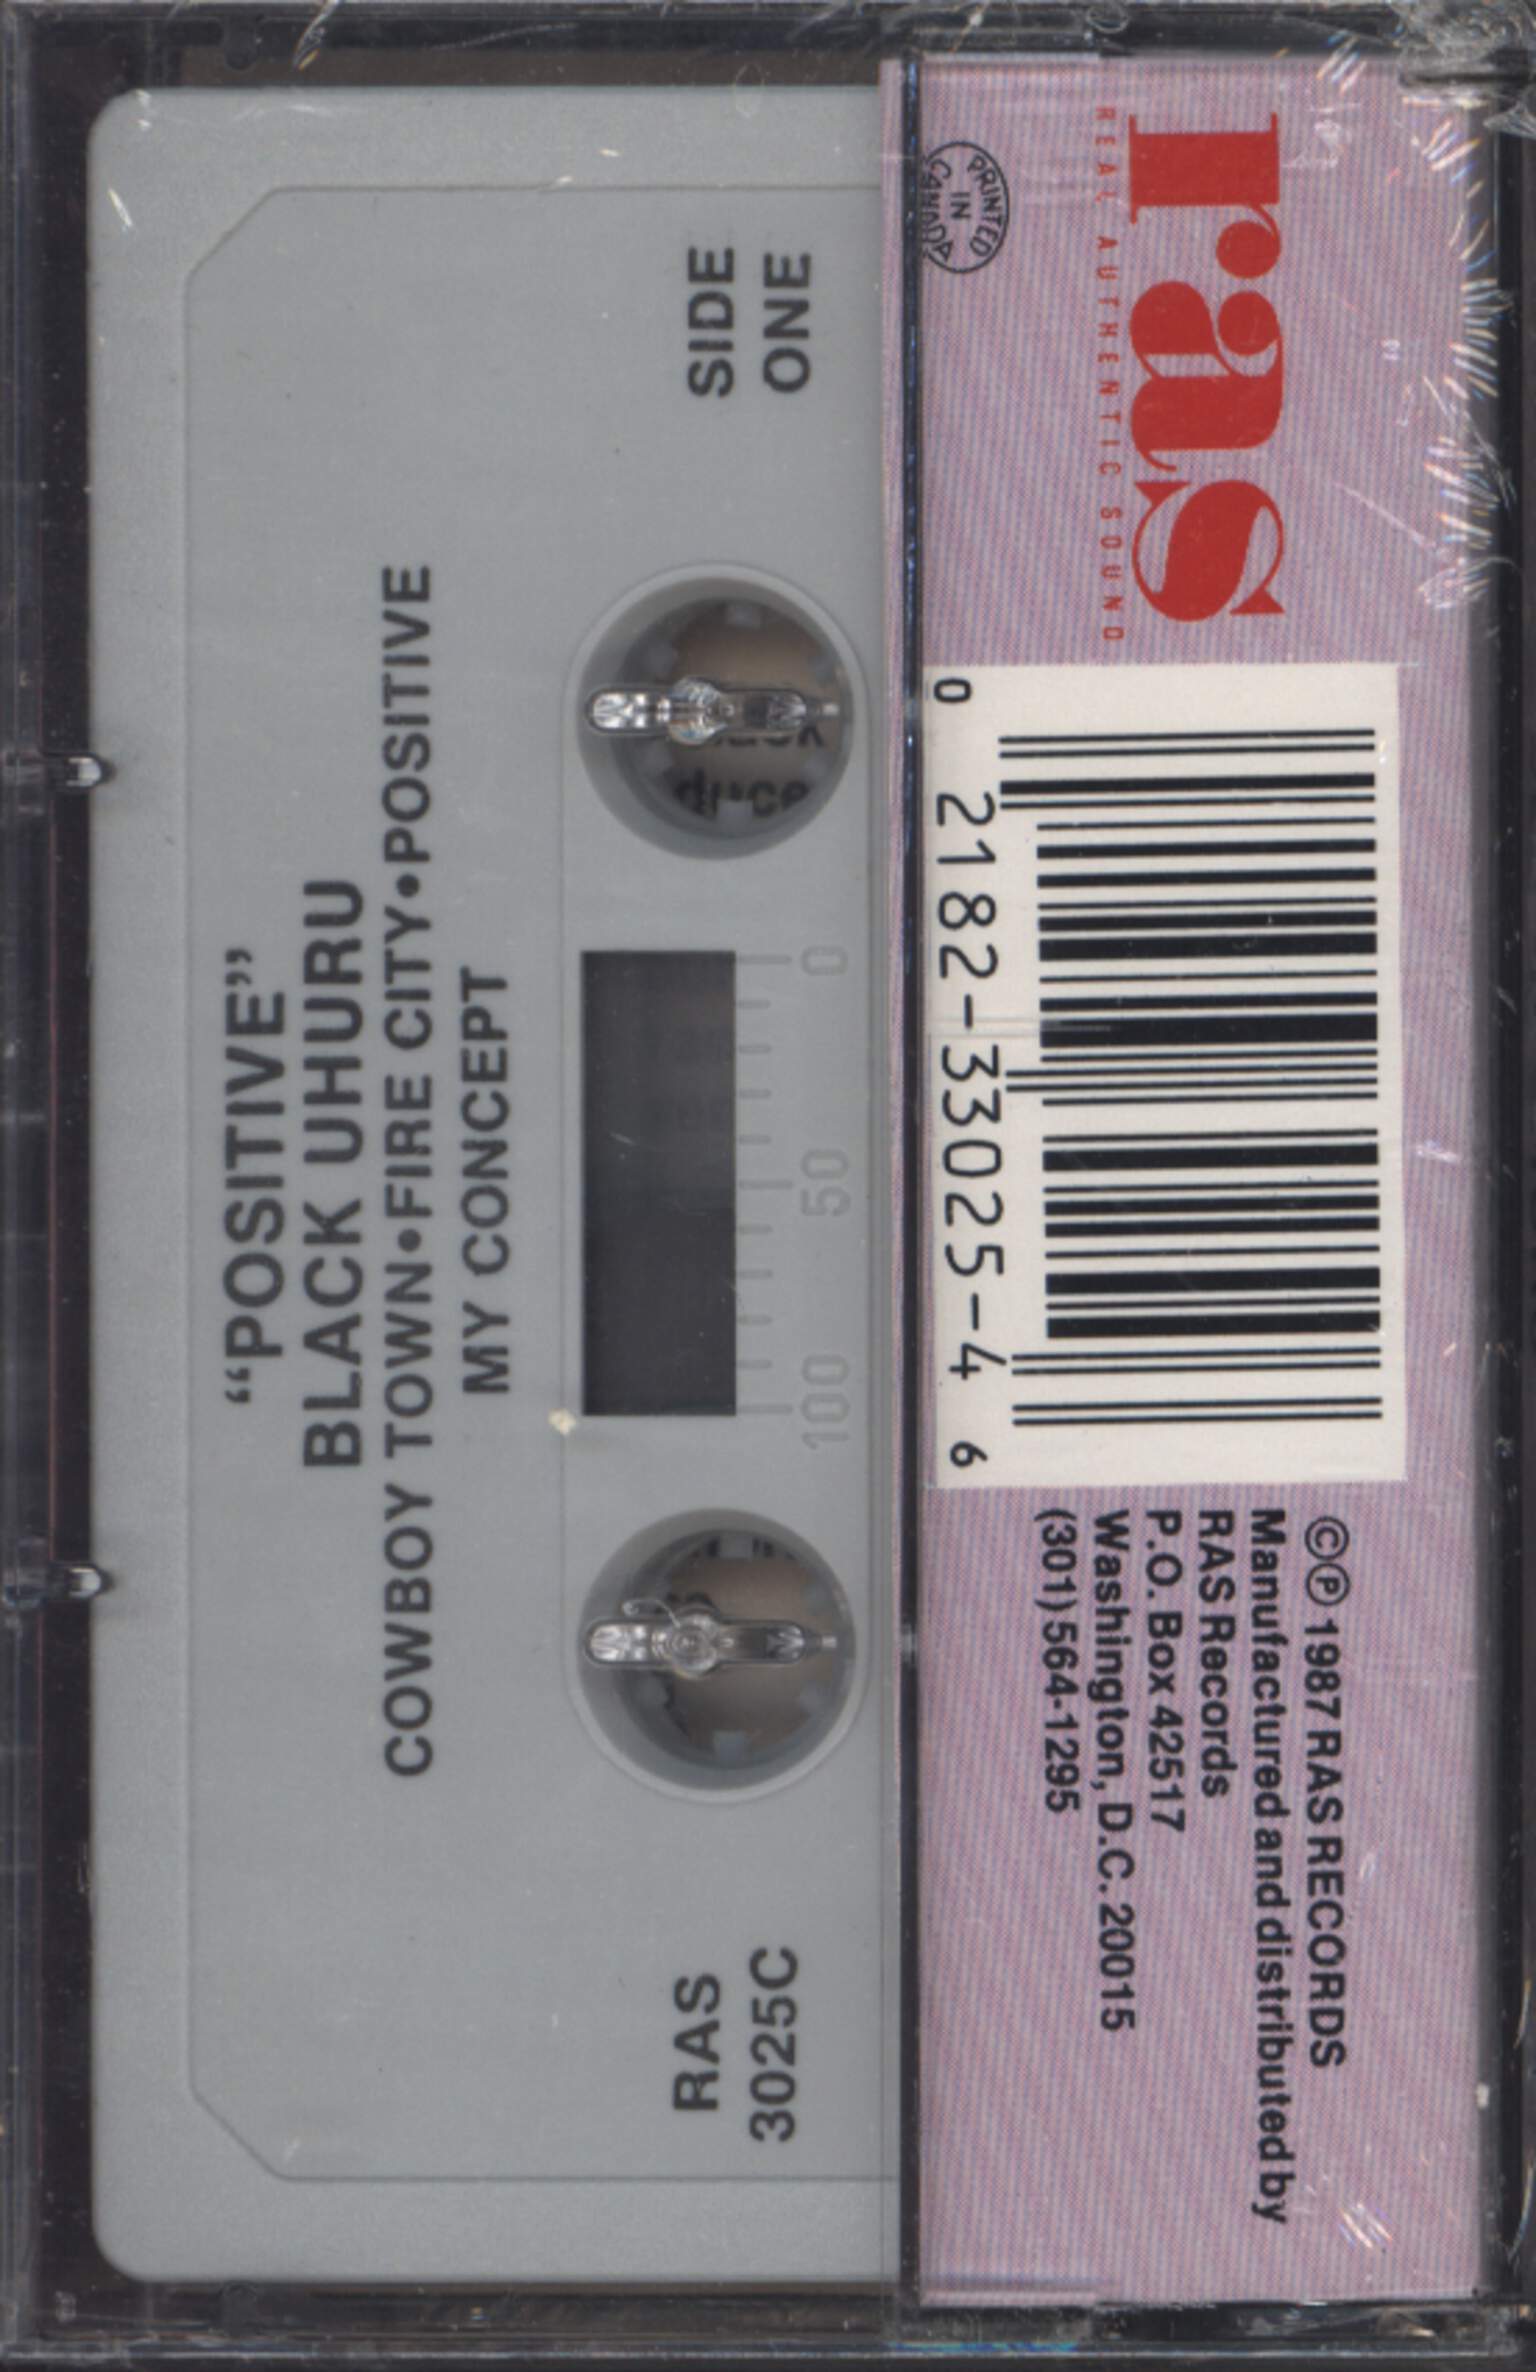 “POSITIVE”
BLACK UHURU
COWBOY TOWN•FIRE CITY•POSITIVE
MY CONCEPT
SIDE
ONE
0
50
100
RAS
3025C
ras
REAL AUTHENTIC SOUND
PRINTED
IN
CANADA
0 2182-33025-4 6
©℗ 1987 RAS RECORDS
Manufactured and distributed by
RAS Records
P.O. Box 42517
Washington, D.C. 20015
(301) 564-1295